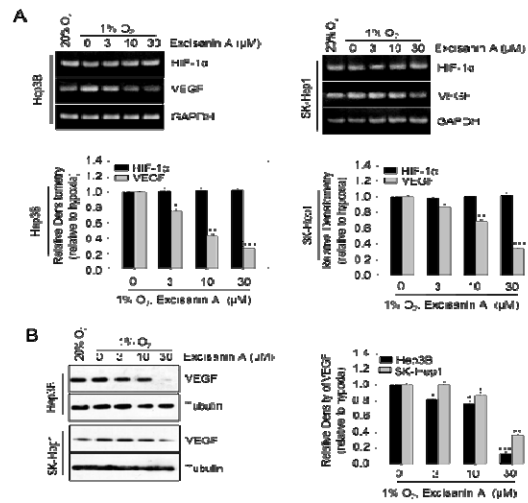 A
20% O2
1% O2
0 3 10 30 Excisanin A (μM)
Hep3B
HIF-1α
VEGF
GAPDH
20% O2
1% O2
0 3 10 30 Excisanin A (μM)
SK-Hep1
HIF-1α
VEGF
GAPDH
Hep3B
Relative Densitometry
(relative to hypoxia)
1.4
1.2
1.0
0.8
0.6
0.4
0.2
0.0
HIF-1α
VEGF
*
**
***
0 3 10 30
1% O2, Excisanin A (μM)
SK-Hep1
Relative Densitometry
(relative to hypoxia)
1.4
1.2
1.0
0.8
0.6
0.4
0.2
0.0
HIF-1α
VEGF
**
***
0 3 10 30
1% O2, Excisanin A (μM)
B
20% O2
1% O2
0 3 10 30 Excisanin A (μM)
Hep3B
VEGF
Tubulin
SK-Hep1
VEGF
Tubulin
Relative Density of VEGF
(relative to hypoxia)
1.4
1.2
1.0
0.8
0.6
0.4
0.2
0.0
Hep3B
SK-Hep1
*
*
*
***
**
0 3 10 30
1% O2, Excisanin A (μM)